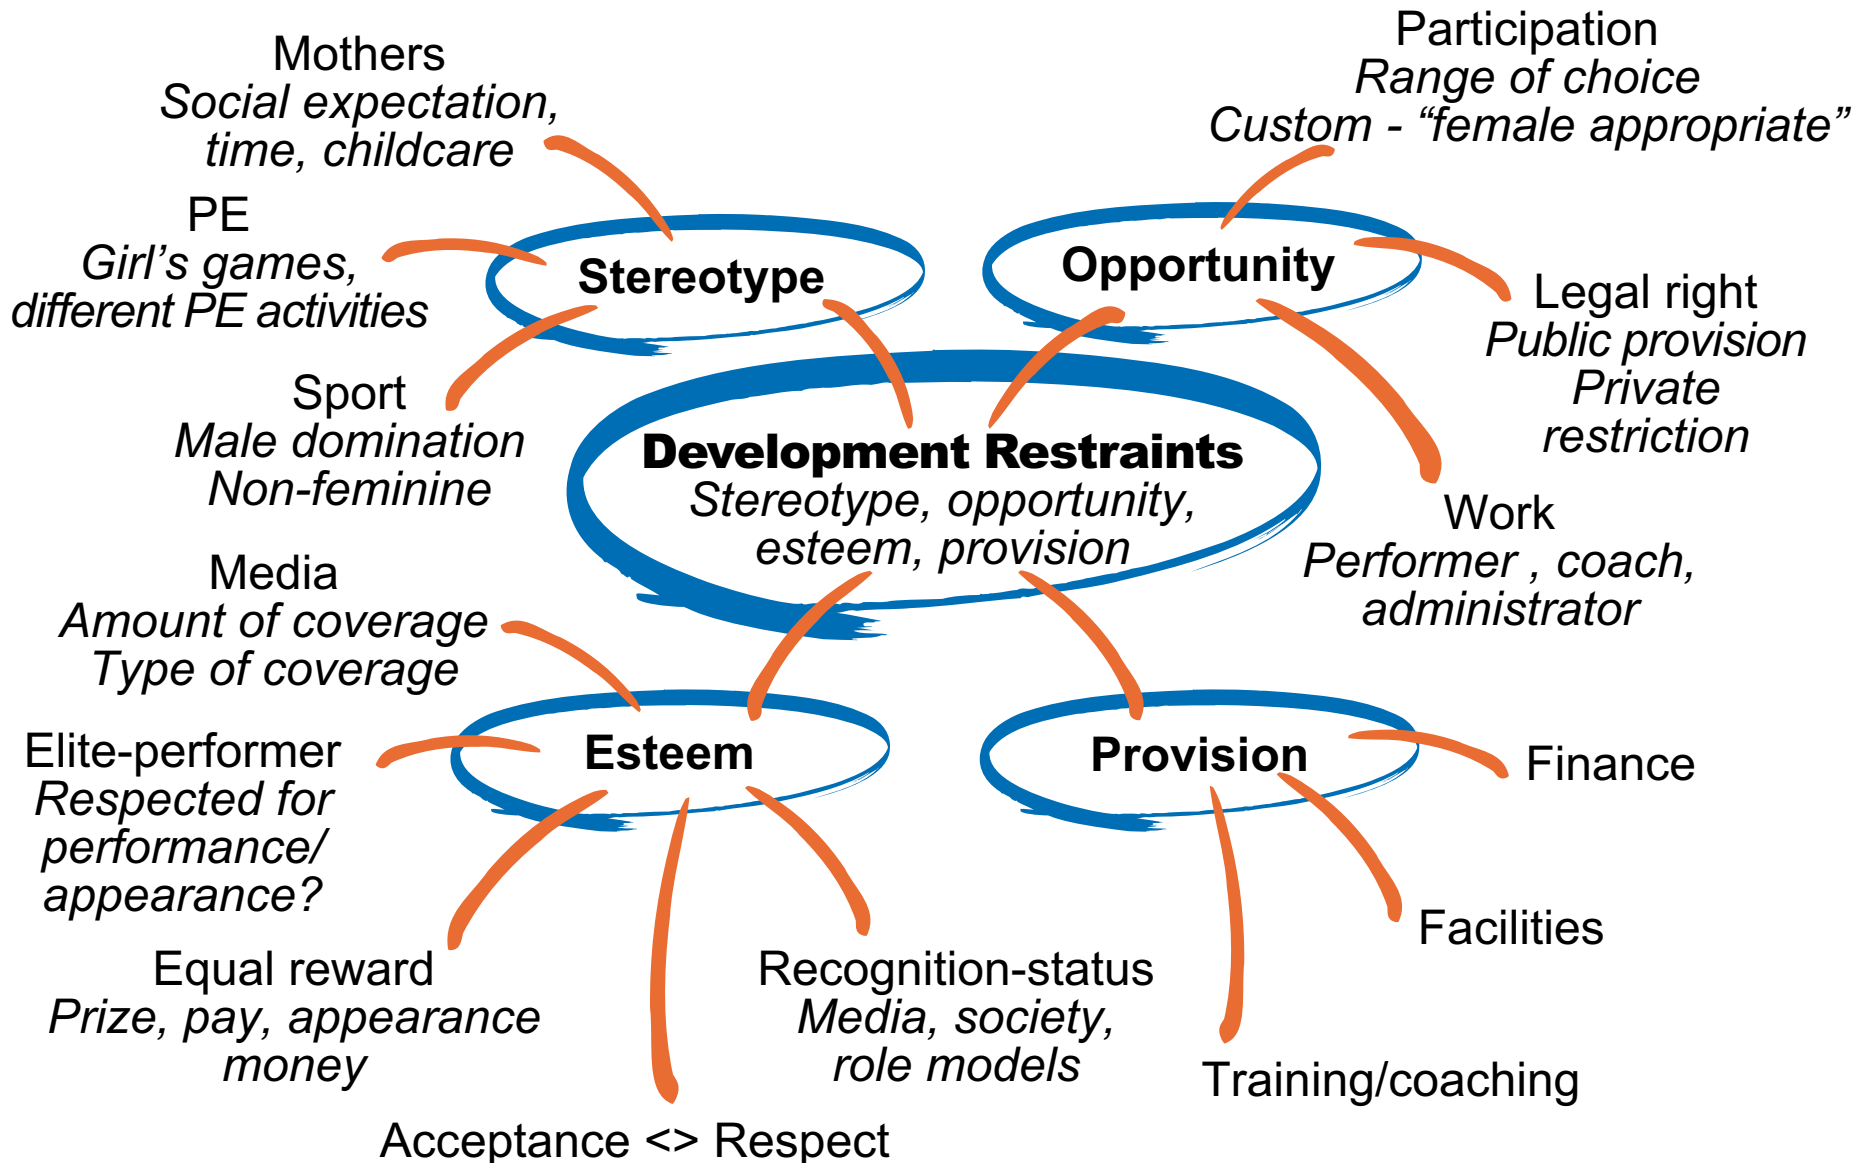 Mothers
Social expectation,
time, childcare
PE
Girl’s games,
different PE activities
Sport
Male domination
Non-feminine
Stereotype
Participation
Range of choice
Custom - “female appropriate”
Opportunity
Legal right
Public provision
Private
restriction
Work
Performer , coach,
administrator
Development Restraints
Stereotype, opportunity,
esteem, provision
Media
Amount of coverage
Type of coverage
Elite-performer
Respected for
performance/
appearance?
Esteem
Equal reward
Prize, pay, appearance
money
Acceptance <> Respect
Recognition-status
Media, society,
role models
Provision
Finance
Facilities
Training/coaching